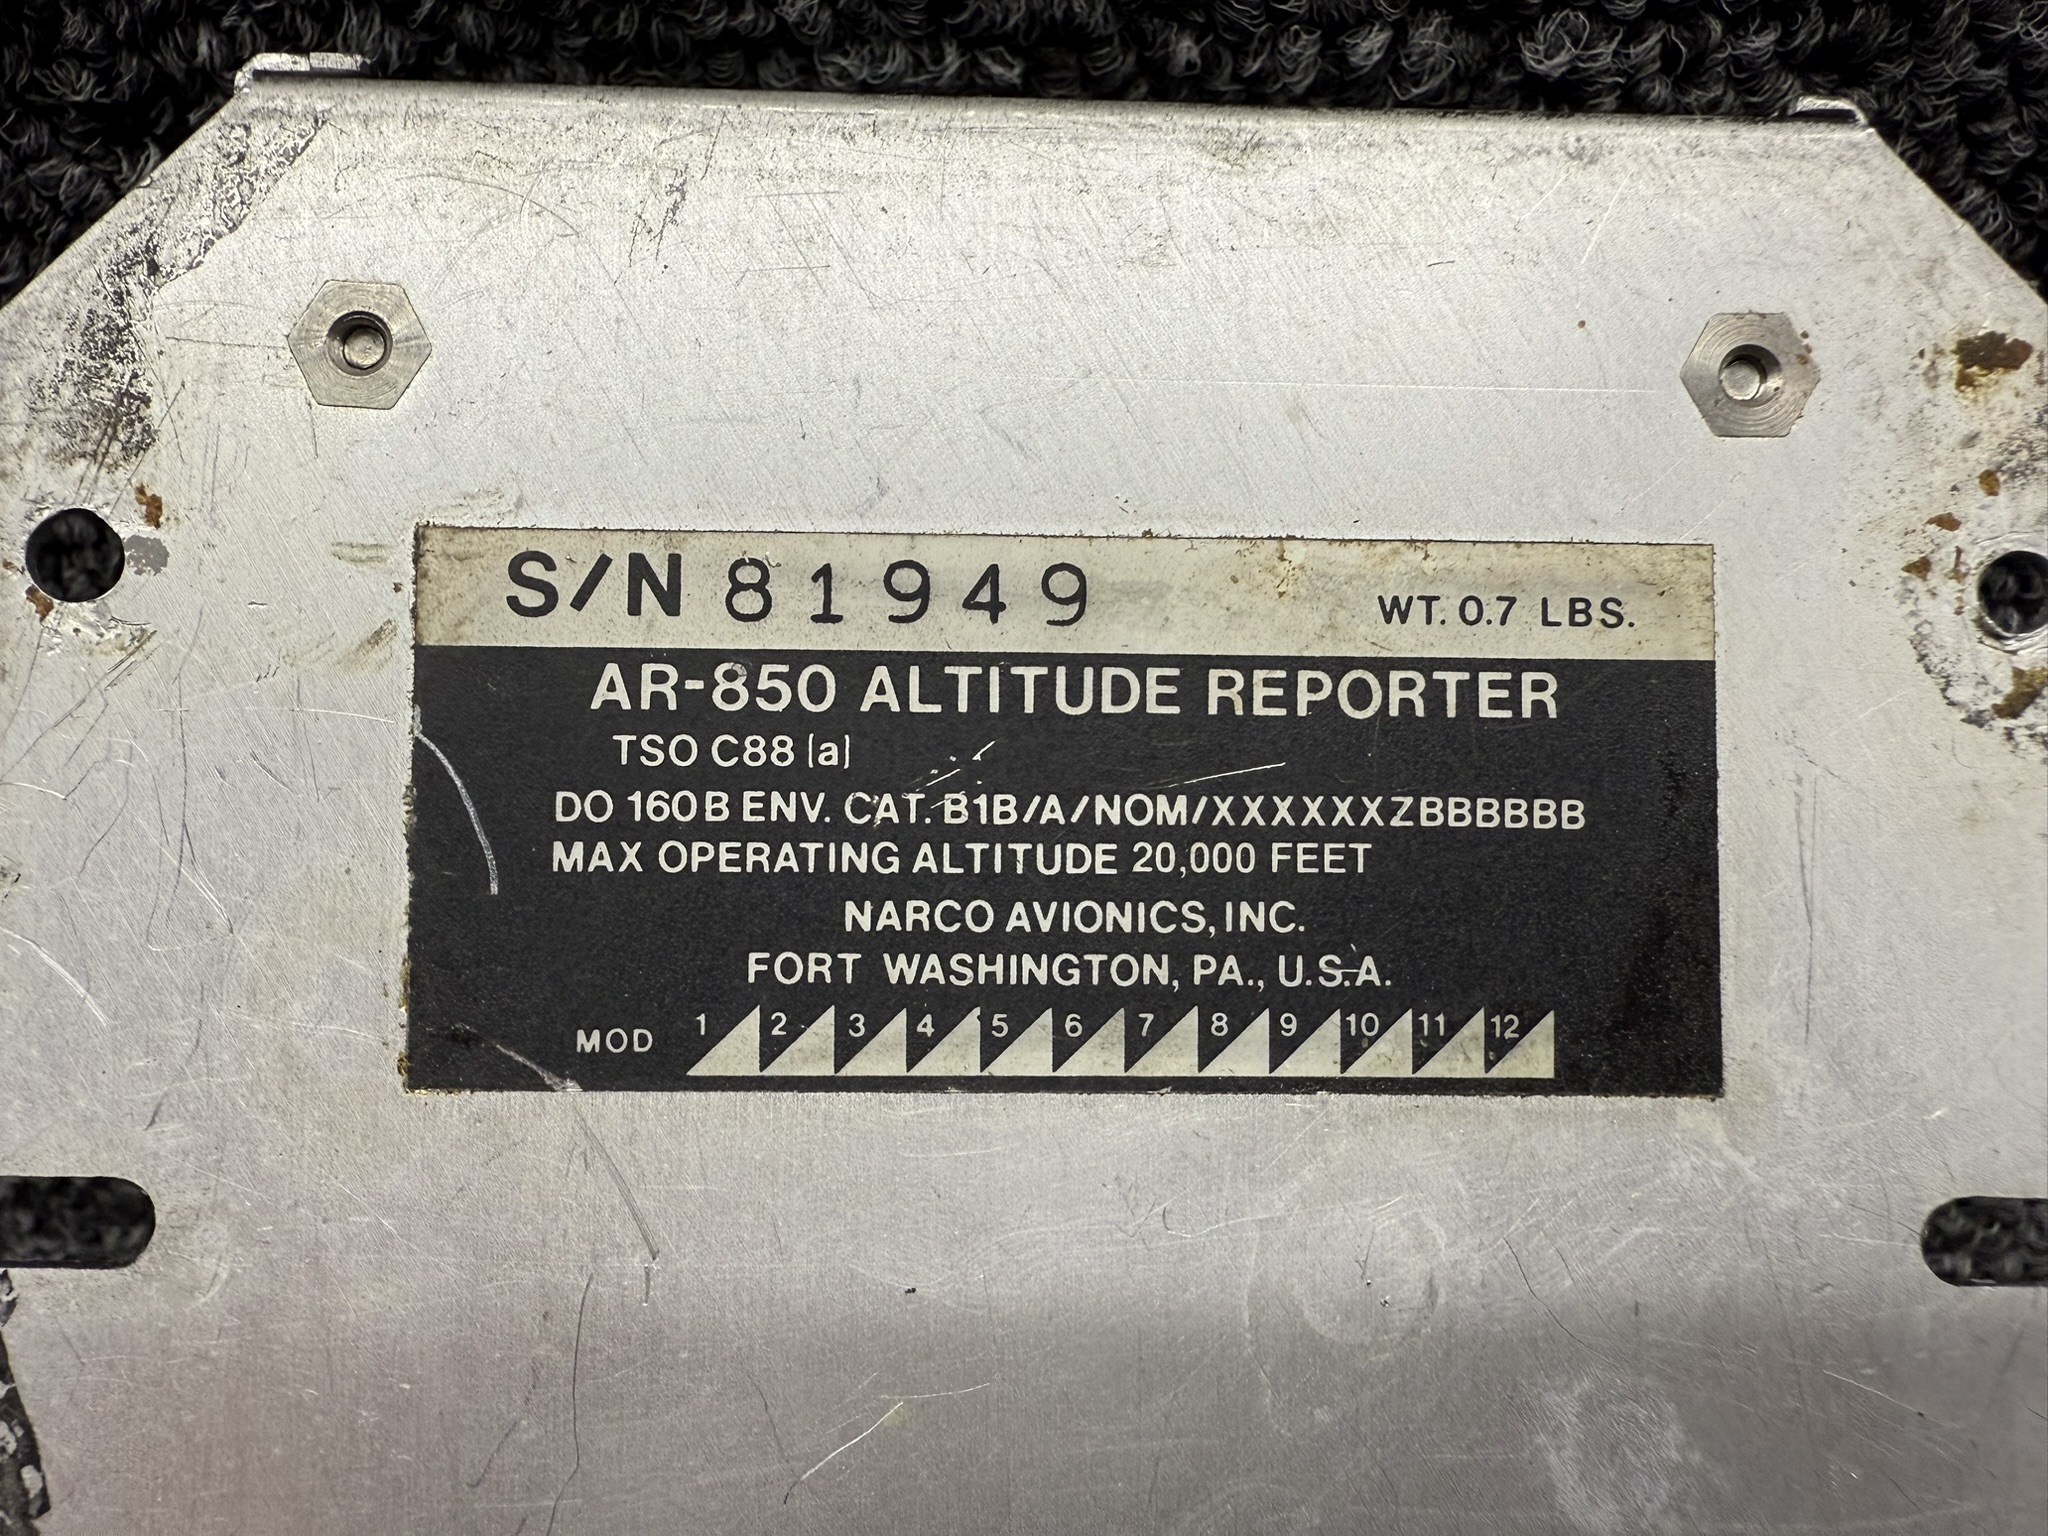 S/N 81949 WT. 0.7 LBS.
AR-850 ALTITUDE REPORTER
TSO C88 (a)
DO 160B ENV. CAT. B1B/A/NOM/XXXXXXZBBBBBB
MAX OPERATING ALTITUDE 20,000 FEET
NARCO AVIONICS, INC.
FORT WASHINGTON, PA., U.S.A.
MOD 1 2 3 4 5 6 7 8 9 10 11 12